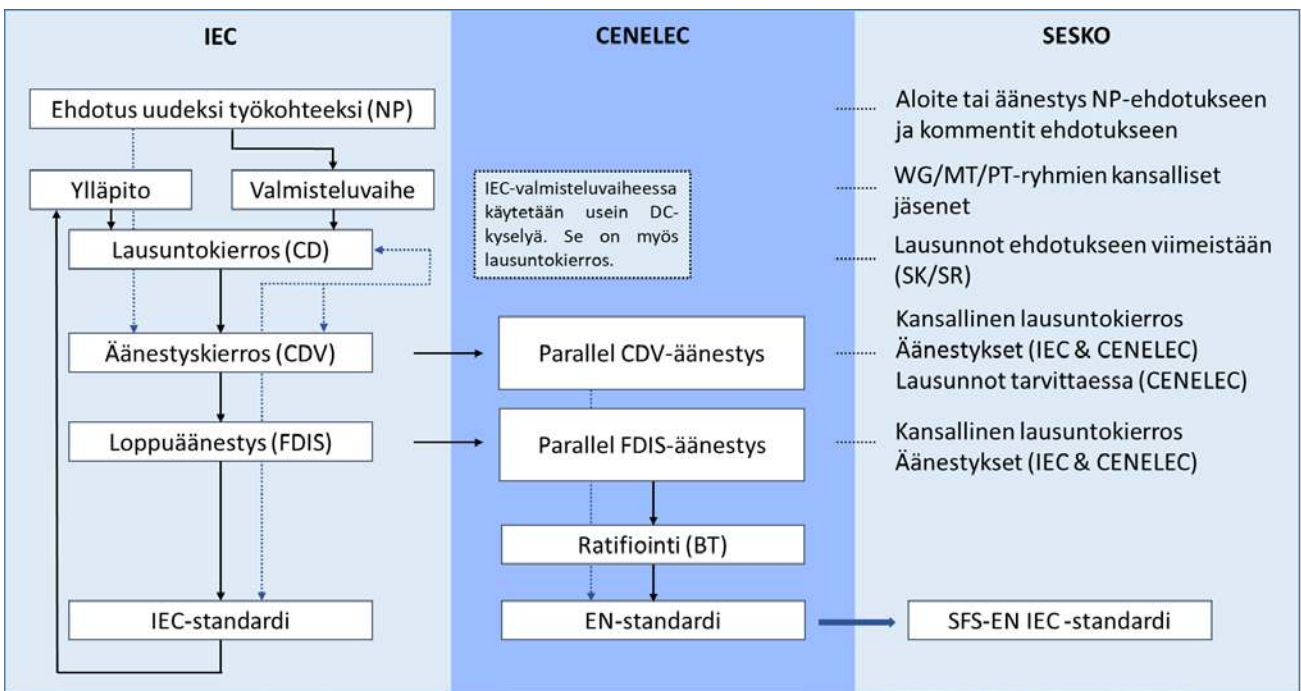 IEC
Ehdotus uudeksi työkohteeksi (NP)
Ylläpito
Valmisteluvaihe
Lausuntokierros (CD)
Äänestyskierros (CDV)
Loppuäänestys (FDIS)
IEC-standardi
CENELEC
IEC-valmisteluvaiheessa
käytetään usein DC-
kyselyä. Se on myös
lausuntokierros.
Parallel CDV-äänestys
Parallel FDIS-äänestys
Ratifiointi (BT)
EN-standardi
SESKO
Aloite tai äänestys NP-ehdotukseen
ja kommentit ehdotukseen
WG/MT/PT-ryhmien kansalliset
jäsenet
Lausunnot ehdotukseen viimeistään
(SK/SR)
Kansallinen lausuntokierros
Äänestykset (IEC & CENELEC)
Lausunnot tarvittaessa (CENELEC)
Kansallinen lausuntokierros
Äänestykset (IEC & CENELEC)
SFS-EN IEC -standardi